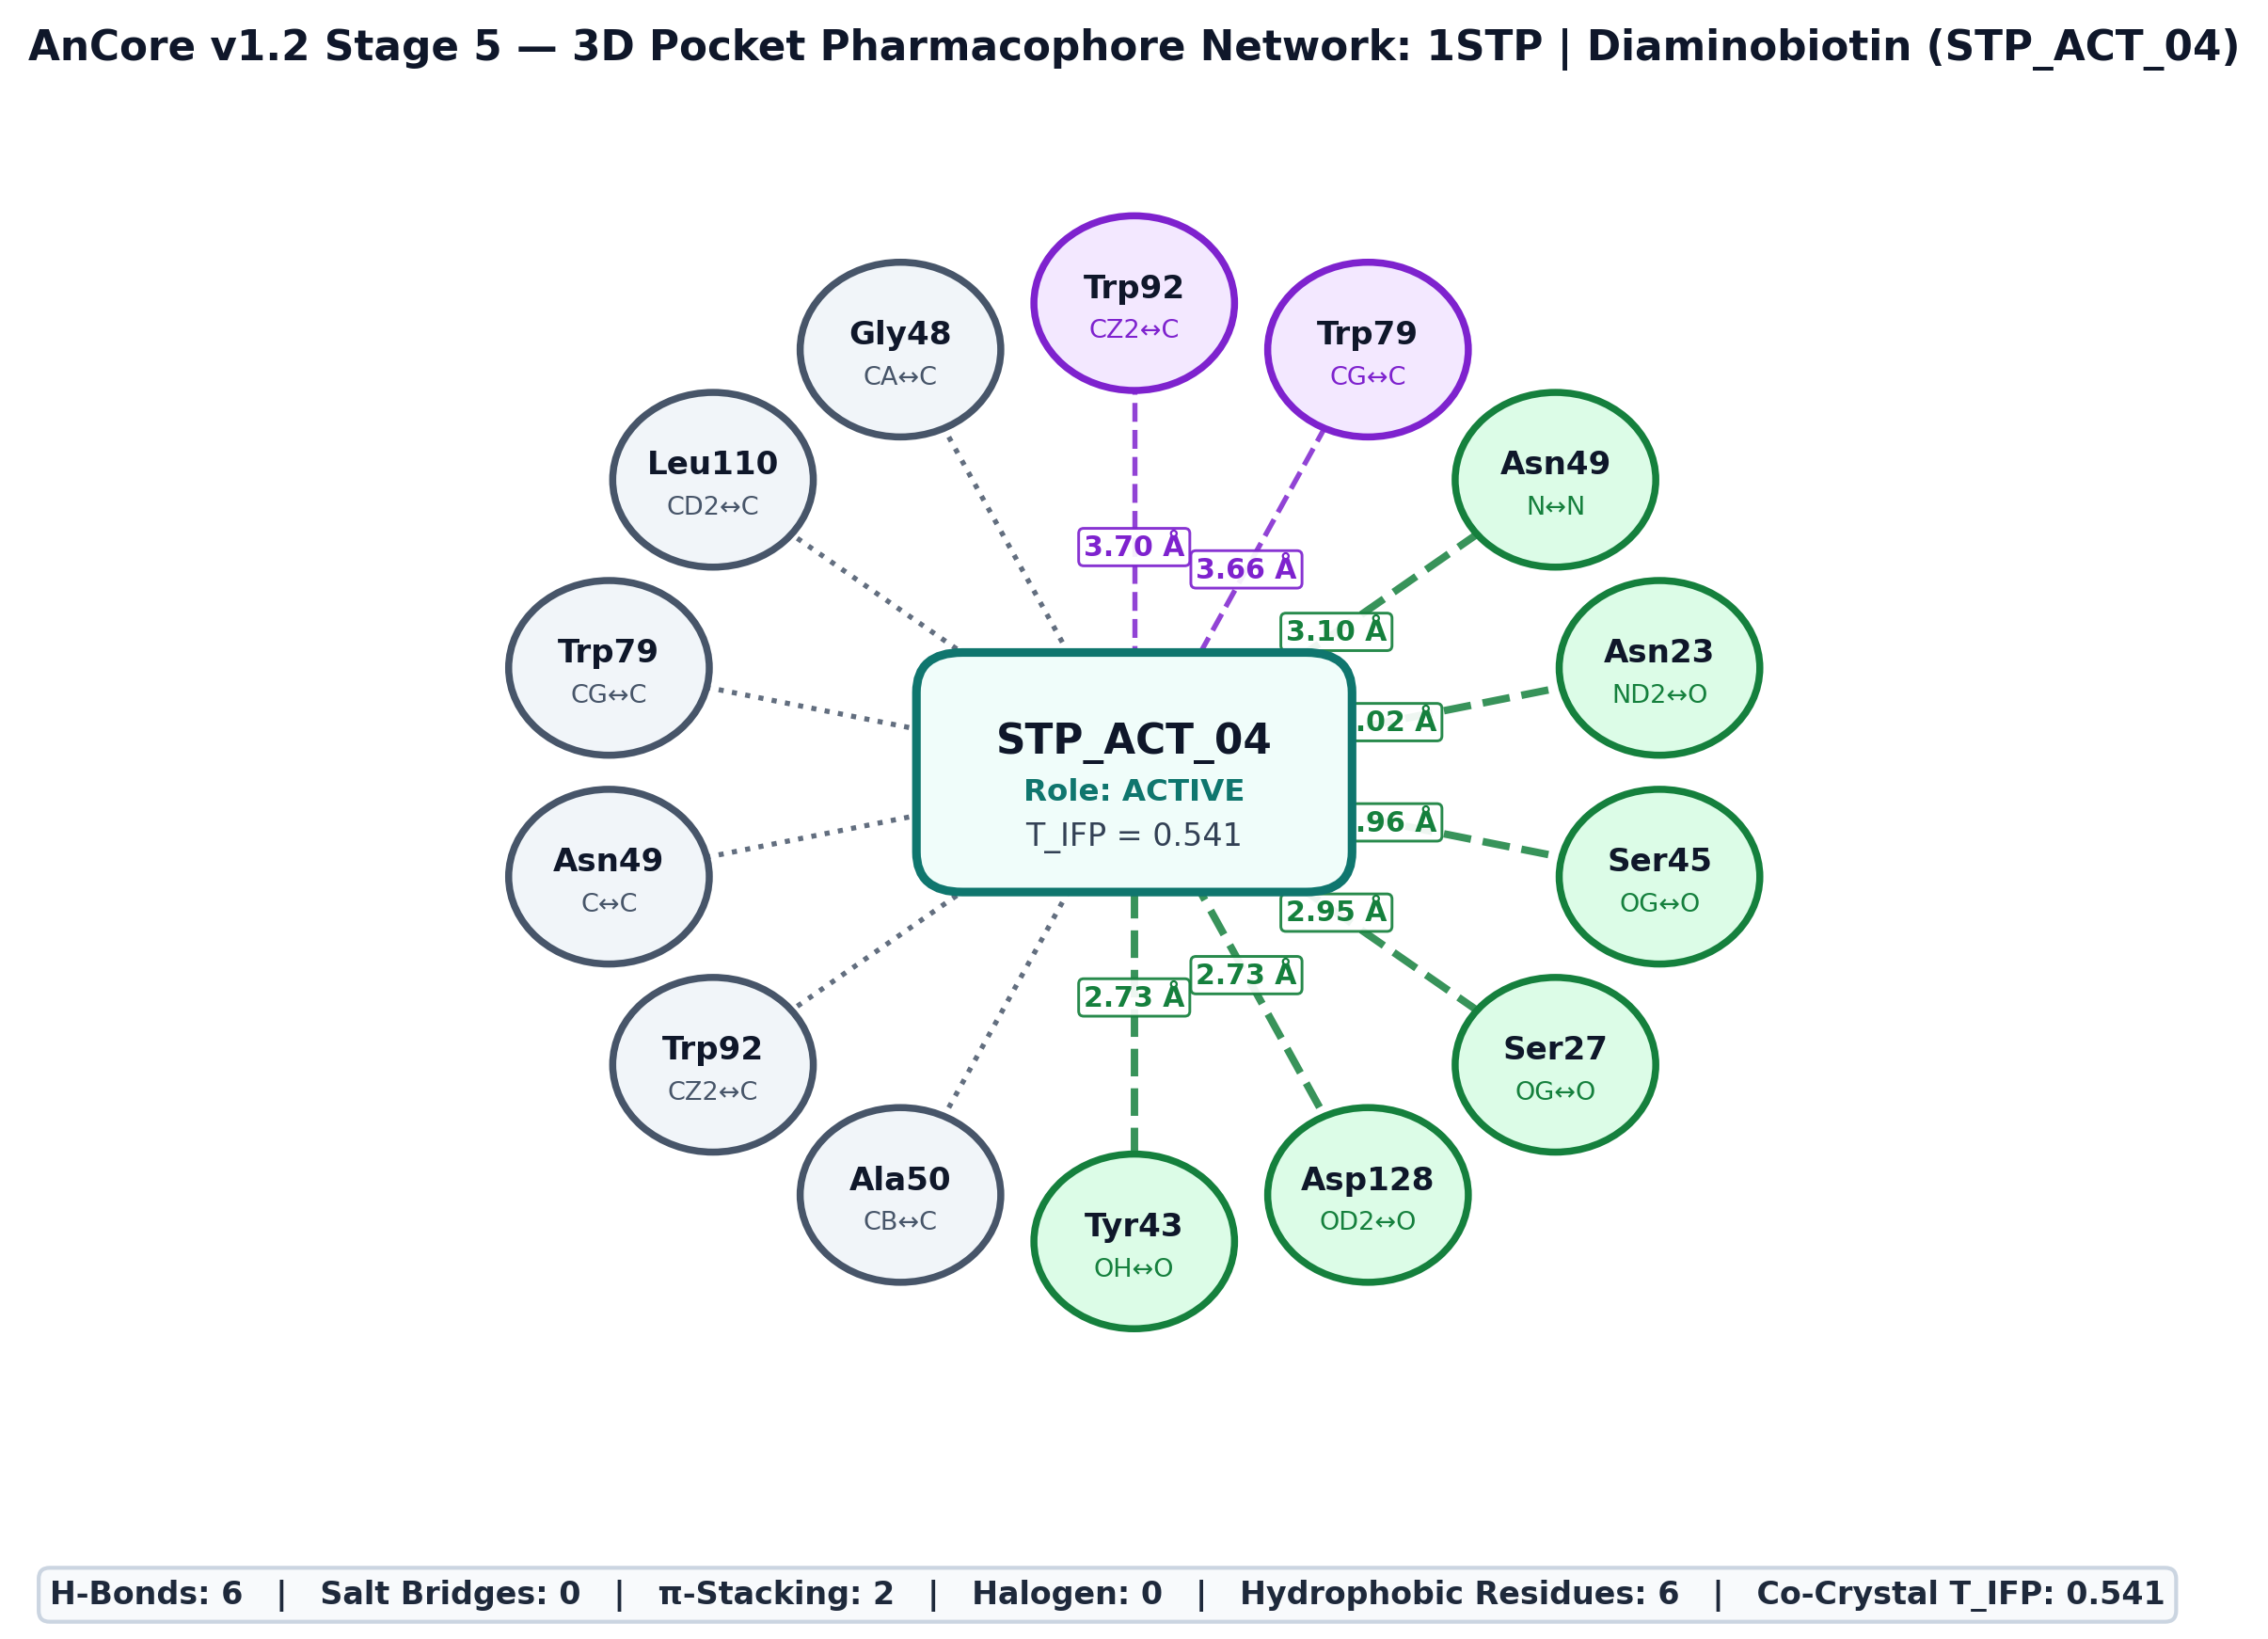 AnCore v1.2 Stage 5 — 3D Pocket Pharmacophore Network: 1STP | Diaminobiotin (STP_ACT_04)
Trp92
CZ2↔C
Gly48
CA↔C
Trp79
CG↔C
Leu110
CD2↔C
Asn49
N↔N
3.70 Å
3.66 Å
3.10 Å
Trp79
CG↔C
Asn23
ND2↔O
.02 Å
STP_ACT_04
Role: ACTIVE
T_IFP = 0.541
.96 Å
Asn49
C↔C
Ser45
OG↔O
2.95 Å
2.73 Å
2.73 Å
Trp92
CZ2↔C
Ser27
OG↔O
Ala50
CB↔C
Asp128
OD2↔O
Tyr43
OH↔O
H-Bonds: 6 | Salt Bridges: 0 | π-Stacking: 2 | Halogen: 0 | Hydrophobic Residues: 6 | Co-Crystal T_IFP: 0.541